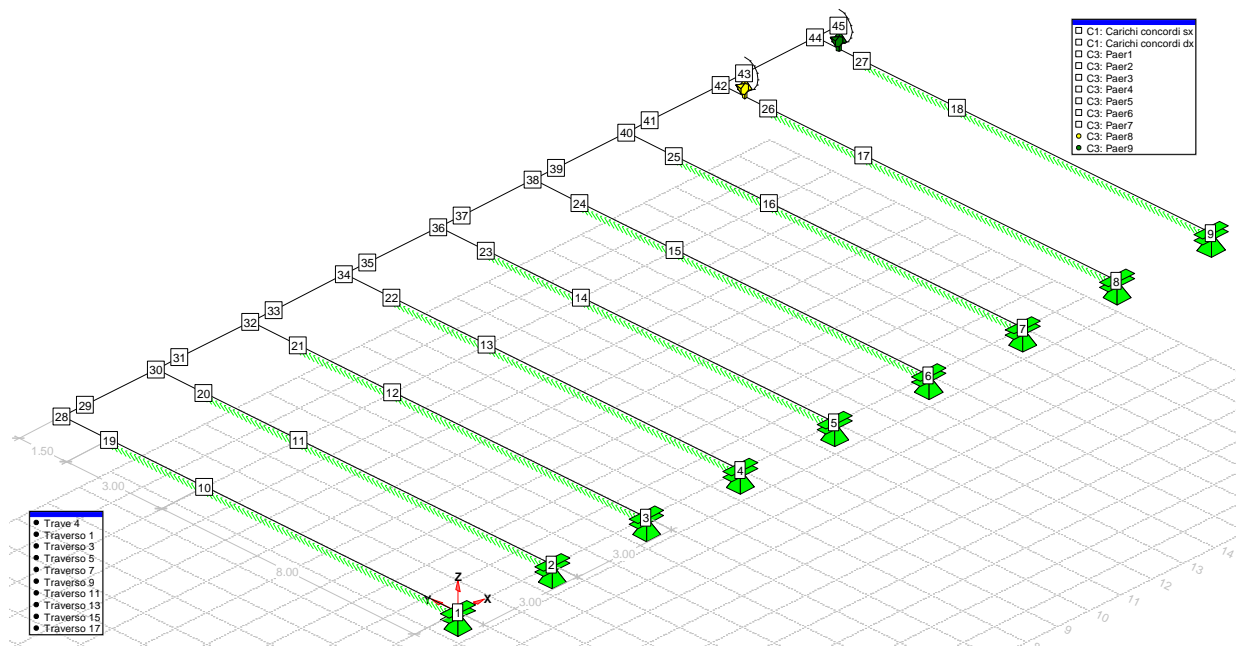 45
44
43
42
41
40
39
38
37
36
35
34
33
32
31
30
29
28
27
18
26
17
25
16
24
15
23
14
22
13
21
12
20
11
19
10
9
8
7
6
5
4
3
2
1
Z
Y
X
1.50
3.00
8.00
3.00
3.00
9
10
11
12
13
14
C1: Carichi concordi sx
C1: Carichi concordi dx
C3: Paer1
C3: Paer2
C3: Paer3
C3: Paer4
C3: Paer5
C3: Paer6
C3: Paer7
C3: Paer8
C3: Paer9
Trave 4
Traverso 1
Traverso 3
Traverso 5
Traverso 7
Traverso 9
Traverso 11
Traverso 13
Traverso 15
Traverso 17